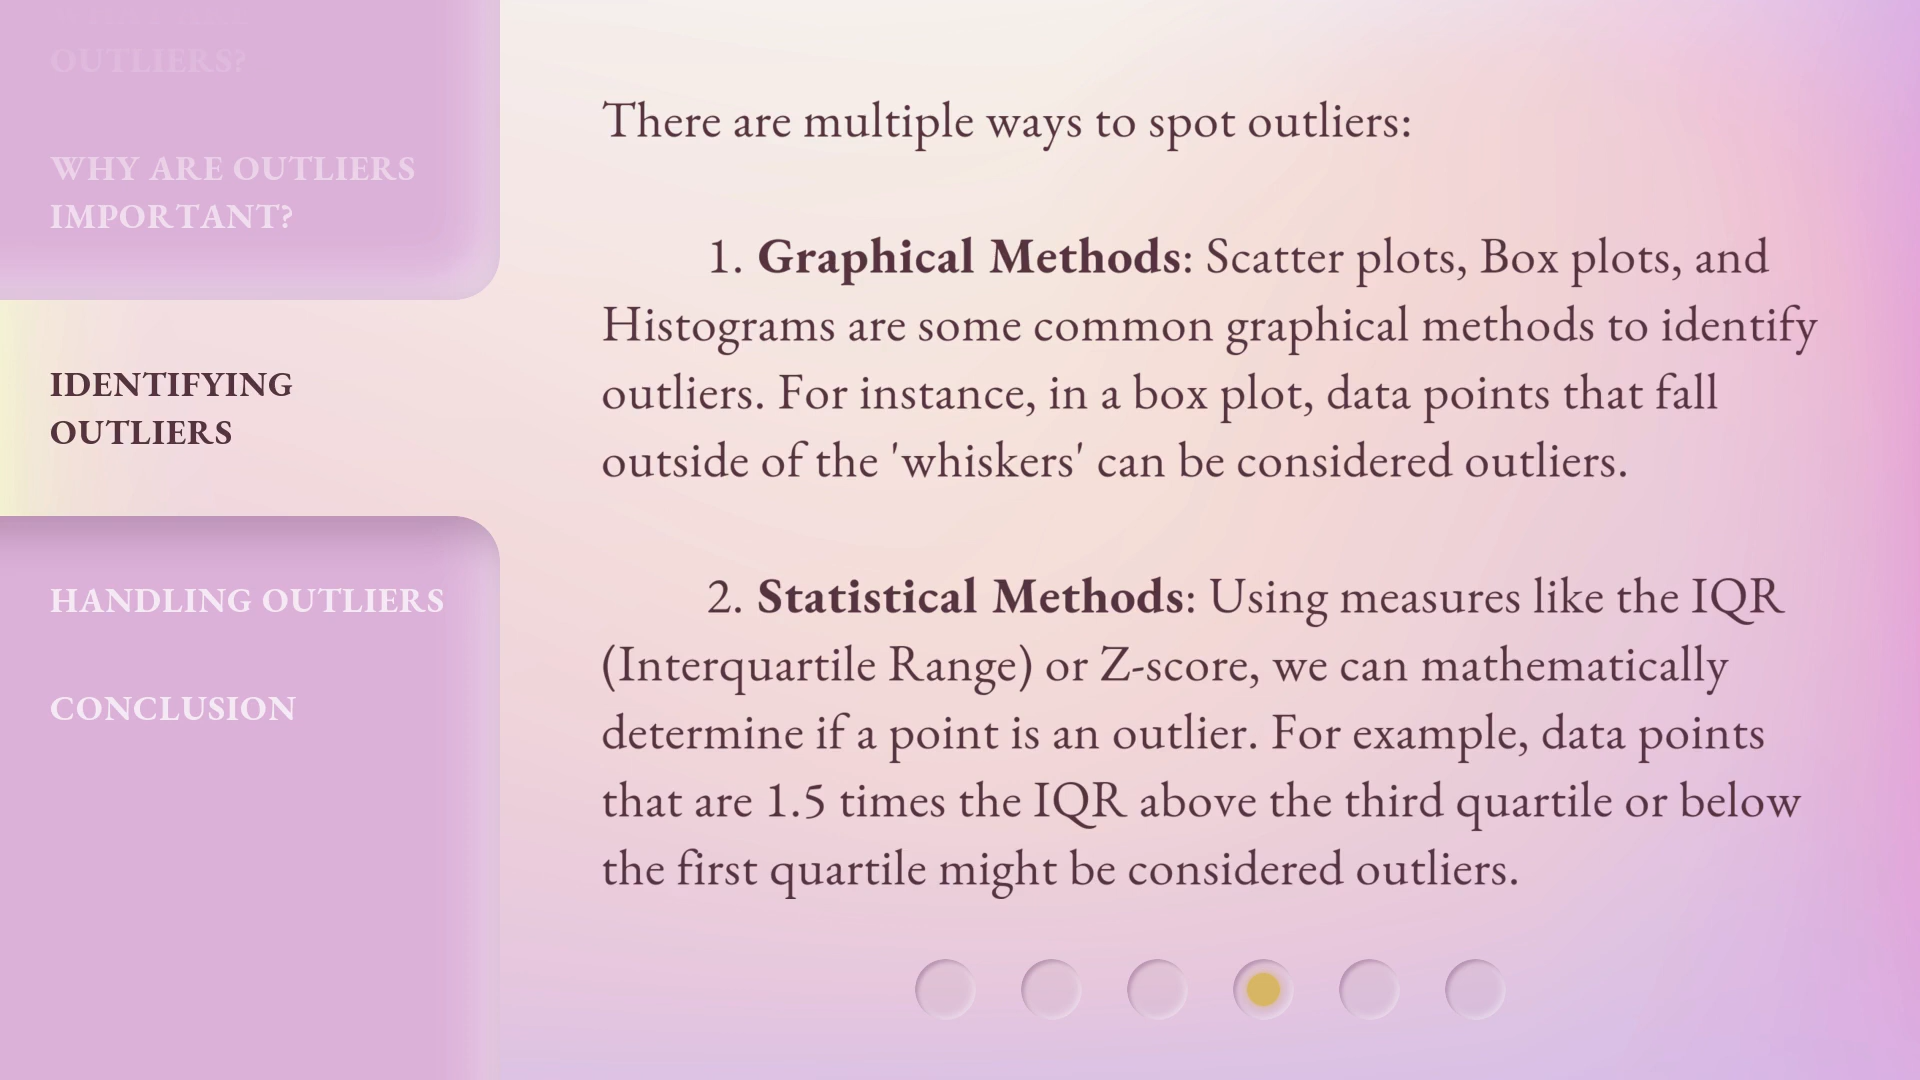 OUTLIERS?
WHY ARE OUTLIERS
IMPORTANT?
IDENTIFYING
OUTLIERS
HANDLING OUTLIERS
CONCLUSION
There are multiple ways to spot outliers:
1. Graphical Methods: Scatter plots, Box plots, and
Histograms are some common graphical methods to identify
outliers. For instance, in a box plot, data points that fall
outside of the 'whiskers' can be considered outliers.
2. Statistical Methods: Using measures like the IQR
(Interquartile Range) or Z-score, we can mathematically
determine if a point is an outlier. For example, data points
that are 1.5 times the IQR above the third quartile or below
the first quartile might be considered outliers.